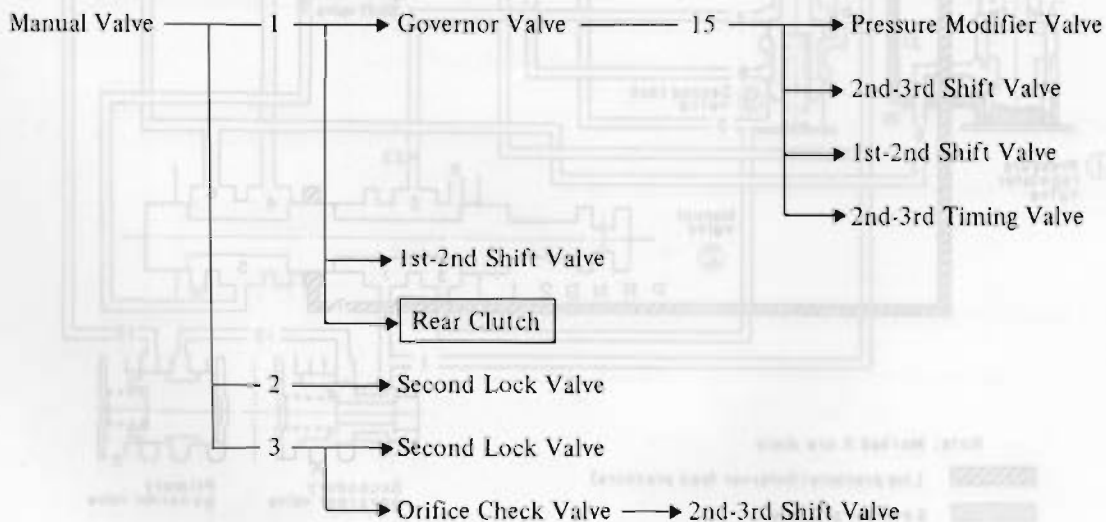 Manual Valve 1 Governor Valve 15 Pressure Modifier Valve
2nd-3rd Shift Valve
1st-2nd Shift Valve
2nd-3rd Timing Valve
1st-2nd Shift Valve
Rear Clutch
2 Second Lock Valve
3 Second Lock Valve
Orifice Check Valve 2nd-3rd Shift Valve